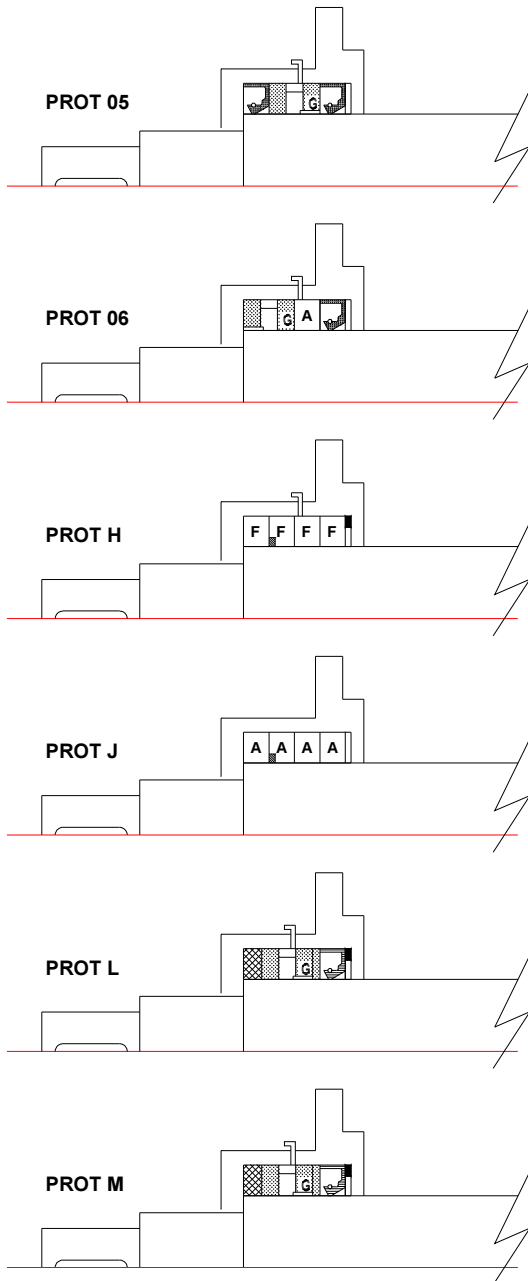 PROT 05
G
PROT 06
G A
PROT H
F F F F
PROT J
A A A A
PROT L
G
PROT M
G